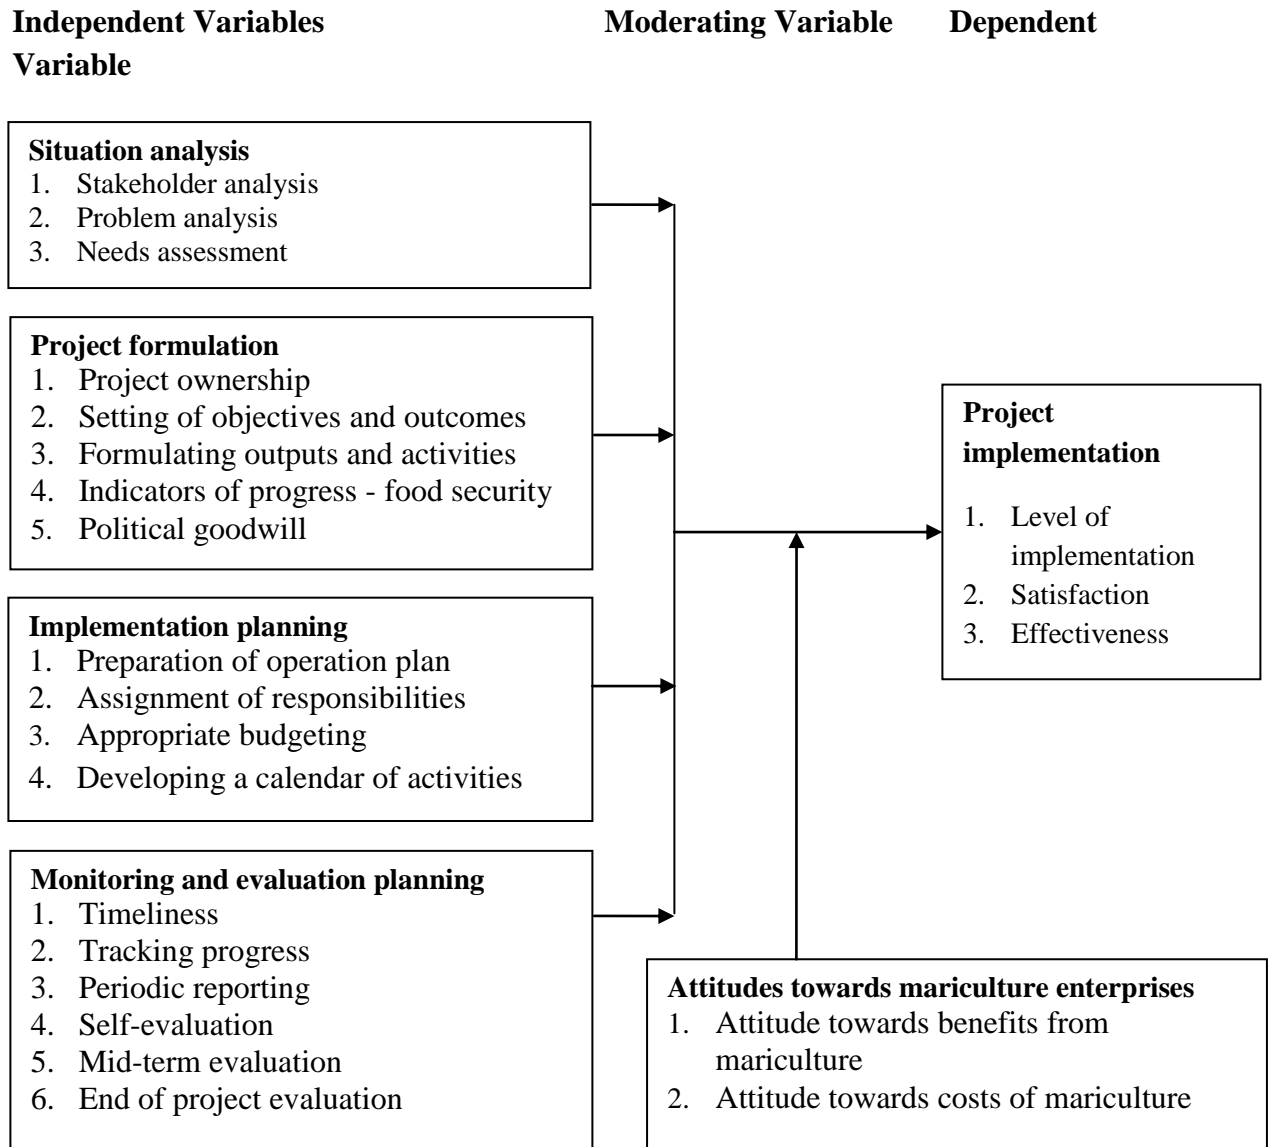 Independent Variables Moderating Variable Dependent
Variable
Situation analysis
1. Stakeholder analysis
2. Problem analysis
3. Needs assessment
Project formulation
1. Project ownership
2. Setting of objectives and outcomes
3. Formulating outputs and activities
4. Indicators of progress - food security
5. Political goodwill
Implementation planning
1. Preparation of operation plan
2. Assignment of responsibilities
3. Appropriate budgeting
4. Developing a calendar of activities
Monitoring and evaluation planning
1. Timeliness
2. Tracking progress
3. Periodic reporting
4. Self-evaluation
5. Mid-term evaluation
6. End of project evaluation
Project
implementation
1. Level of
implementation
2. Satisfaction
3. Effectiveness
Attitudes towards mariculture enterprises
1. Attitude towards benefits from
mariculture
2. Attitude towards costs of mariculture